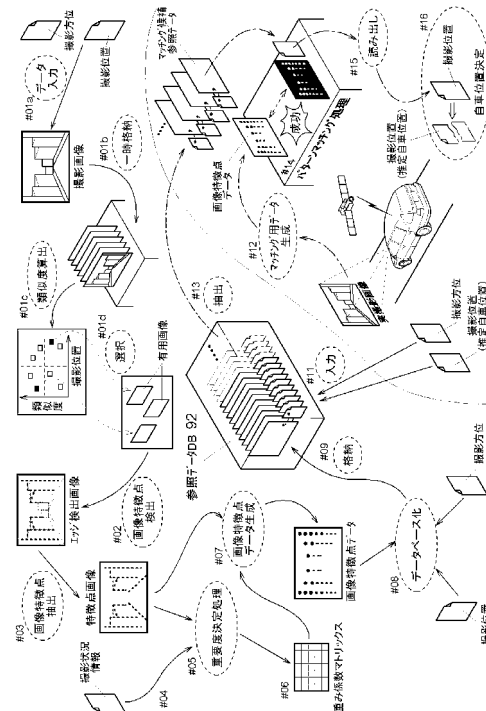 #01a
データ
入力
撮影方位
撮影位置
撮影画像
#01b
一時格納
#01c
類似度算出
類似度
撮影位置
#01d
選択
有用画像
エッジ検出画像
#02
画像特徴点
検出
#03
画像特徴点
抽出
特徴点画像
撮影状況
情報
#04
#05
重要度決定処理
#06
重み係数マトリックス
#07
画像特徴点
データ生成
画像特徴点データ
#08
データベース化
撮影位置
撮影方位
#09
格納
参照データDB 92
#11
入力
撮影方位
撮影位置
(推定自車位置)
#12
マッチング用データ
生成
#13
抽出
マッチング候補
参照データ
画像特徴点
データ
#14
成功
パターンマッチング処理
#15
読み出し
#16
撮影位置
撮影位置
(推定自車位置)
自車位置決定